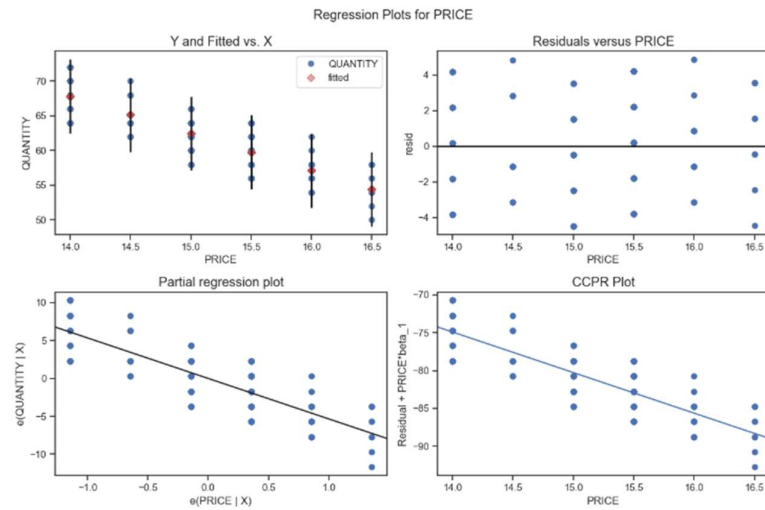 Regression Plots for PRICE
Y and Fitted vs. X
QUANTITY
70
65
60
55
50
QUANTITY
fitted
14.0 14.5 15.0 15.5 16.0 16.5
PRICE
Residuals versus PRICE
resid
4
2
0
−2
−4
14.0 14.5 15.0 15.5 16.0 16.5
PRICE
Partial regression plot
e(QUANTITY | X)
10
5
0
−5
−10
−1.0 −0.5 0.0 0.5 1.0
e(PRICE | X)
CCPR Plot
Residual + PRICE*beta_1
−70
−75
−80
−85
−90
14.0 14.5 15.0 15.5 16.0 16.5
PRICE